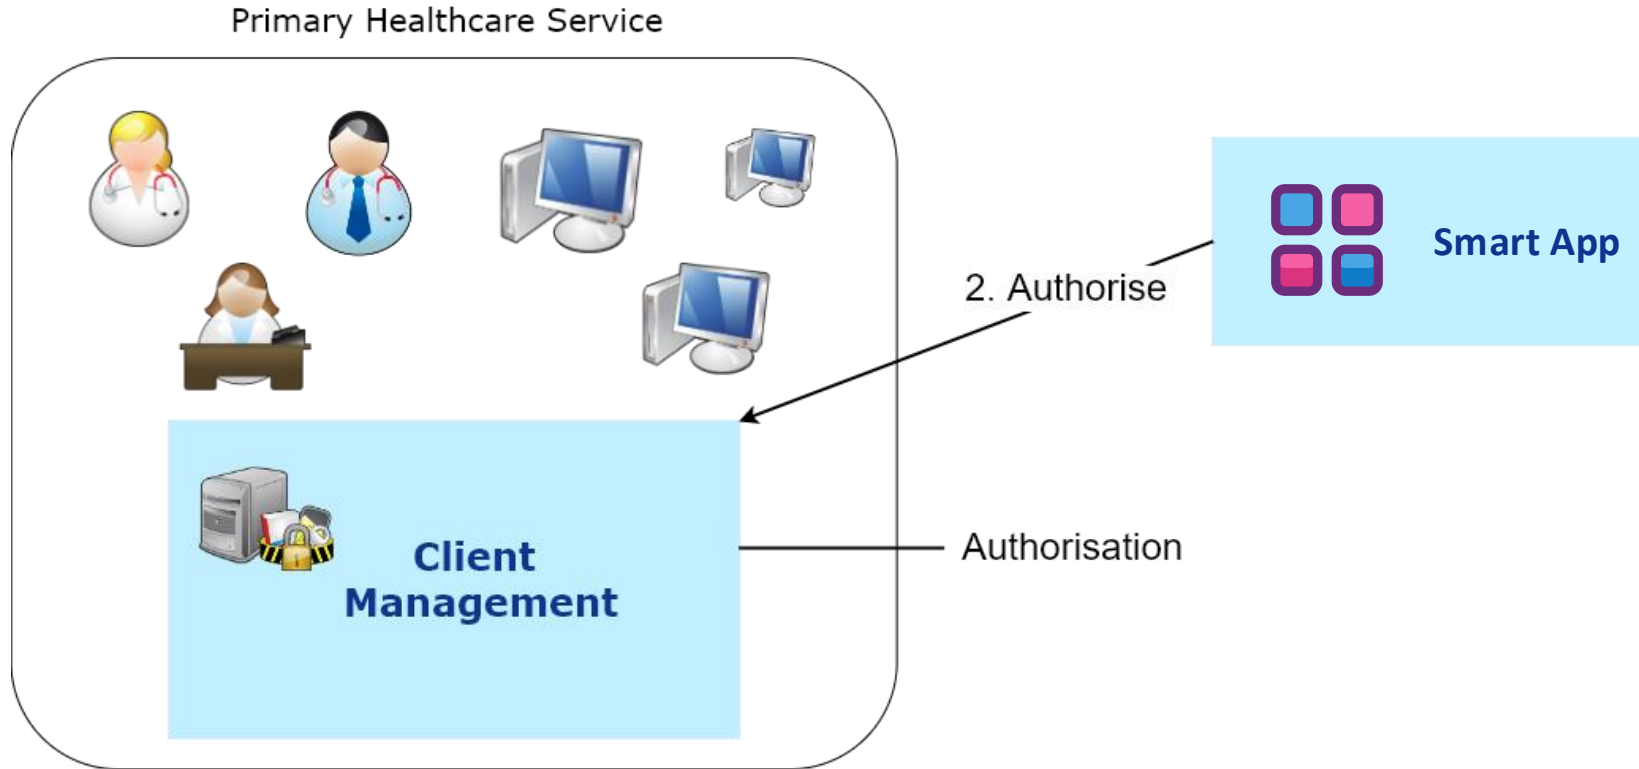 Primary Healthcare Service
2. Authorise
Smart App
Client
Management
Authorisation